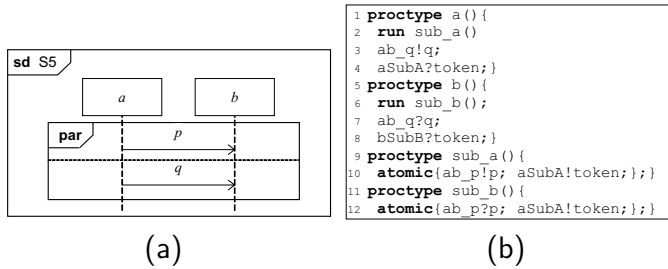 sd S5
a b
par
p
q
(a)
1 proctype a(){
2 run sub_a()
3 ab_q!q;
4 aSubA?token;}
5 proctype b(){
6 run sub_b();
7 ab_q?q;
8 bSubB?token;}
9 proctype sub_a(){
10 atomic{ab_p!p; aSubA!token;};}
11 proctype sub_b(){
12 atomic{ab_p?p; aSubA!token;};}
(b)